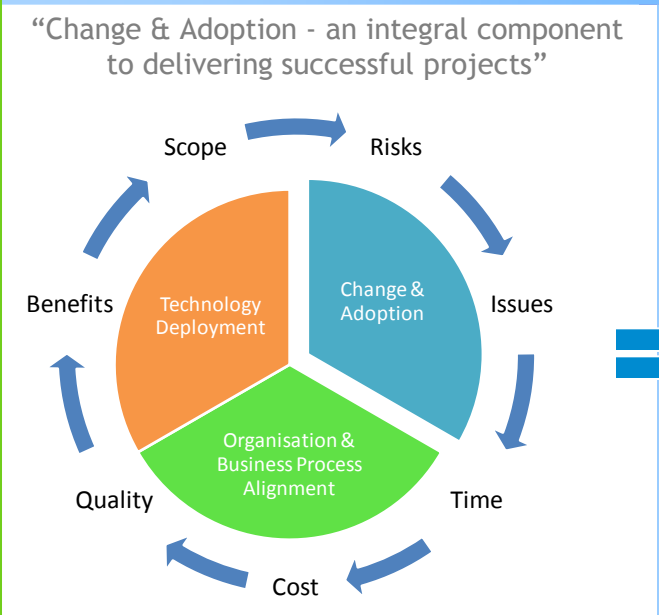 “Change & Adoption - an integral component
to delivering successful projects”
Scope
Risks
Benefits
Technology
Deployment
Change &
Adoption
Issues
Organisation &
Business Process
Alignment
Quality
Time
Cost